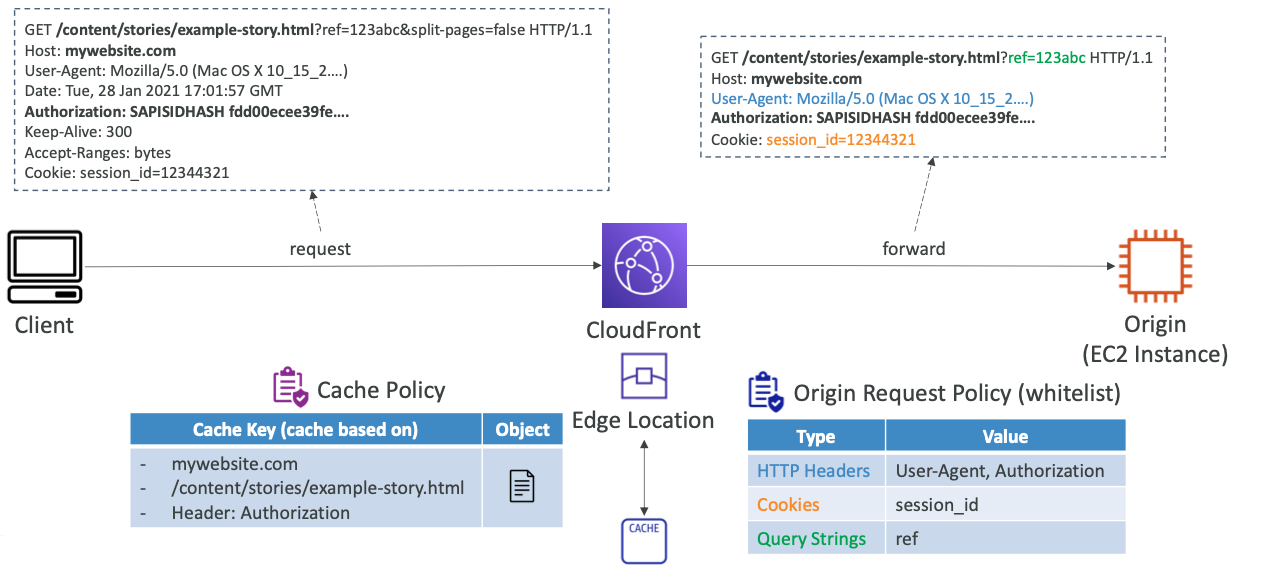 GET /content/stories/example-story.html?ref=123abc&split-pages=false HTTP/1.1
Host: mywebsite.com
User-Agent: Mozilla/5.0 (Mac OS X 10_15_2….)
Date: Tue, 28 Jan 2021 17:01:57 GMT
Authorization: SAPISIDHASH fdd00ecee39fe….
Keep-Alive: 300
Accept-Ranges: bytes
Cookie: session_id=12344321
GET /content/stories/example-story.html?ref=123abc HTTP/1.1
Host: mywebsite.com
User-Agent: Mozilla/5.0 (Mac OS X 10_15_2….)
Authorization: SAPISIDHASH fdd00ecee39fe….
Cookie: session_id=12344321
request
forward
Client
CloudFront
Origin
(EC2 Instance)
Cache Policy
Cache Key (cache based on) Object
- mywebsite.com
- /content/stories/example-story.html
- Header: Authorization
Edge Location
CACHE
Origin Request Policy (whitelist)
Type Value
HTTP Headers User-Agent, Authorization
Cookies session_id
Query Strings ref